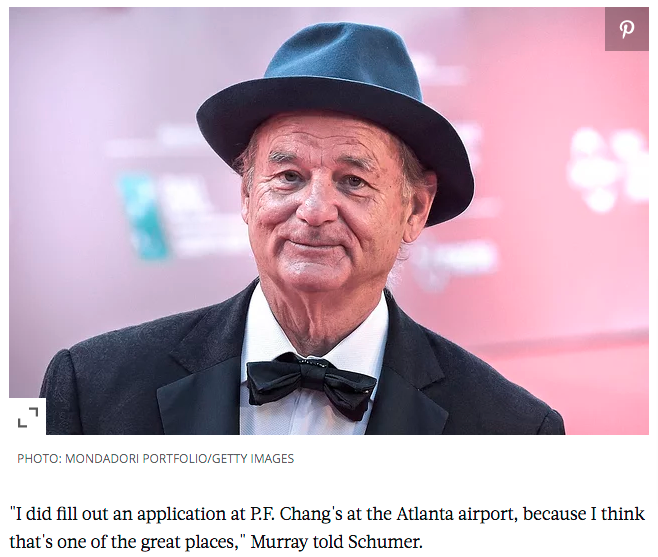 PHOTO: MONDADORI PORTFOLIO/GETTY IMAGES
"I did fill out an application at P.F. Chang's at the Atlanta airport, because I think
that's one of the great places," Murray told Schumer.